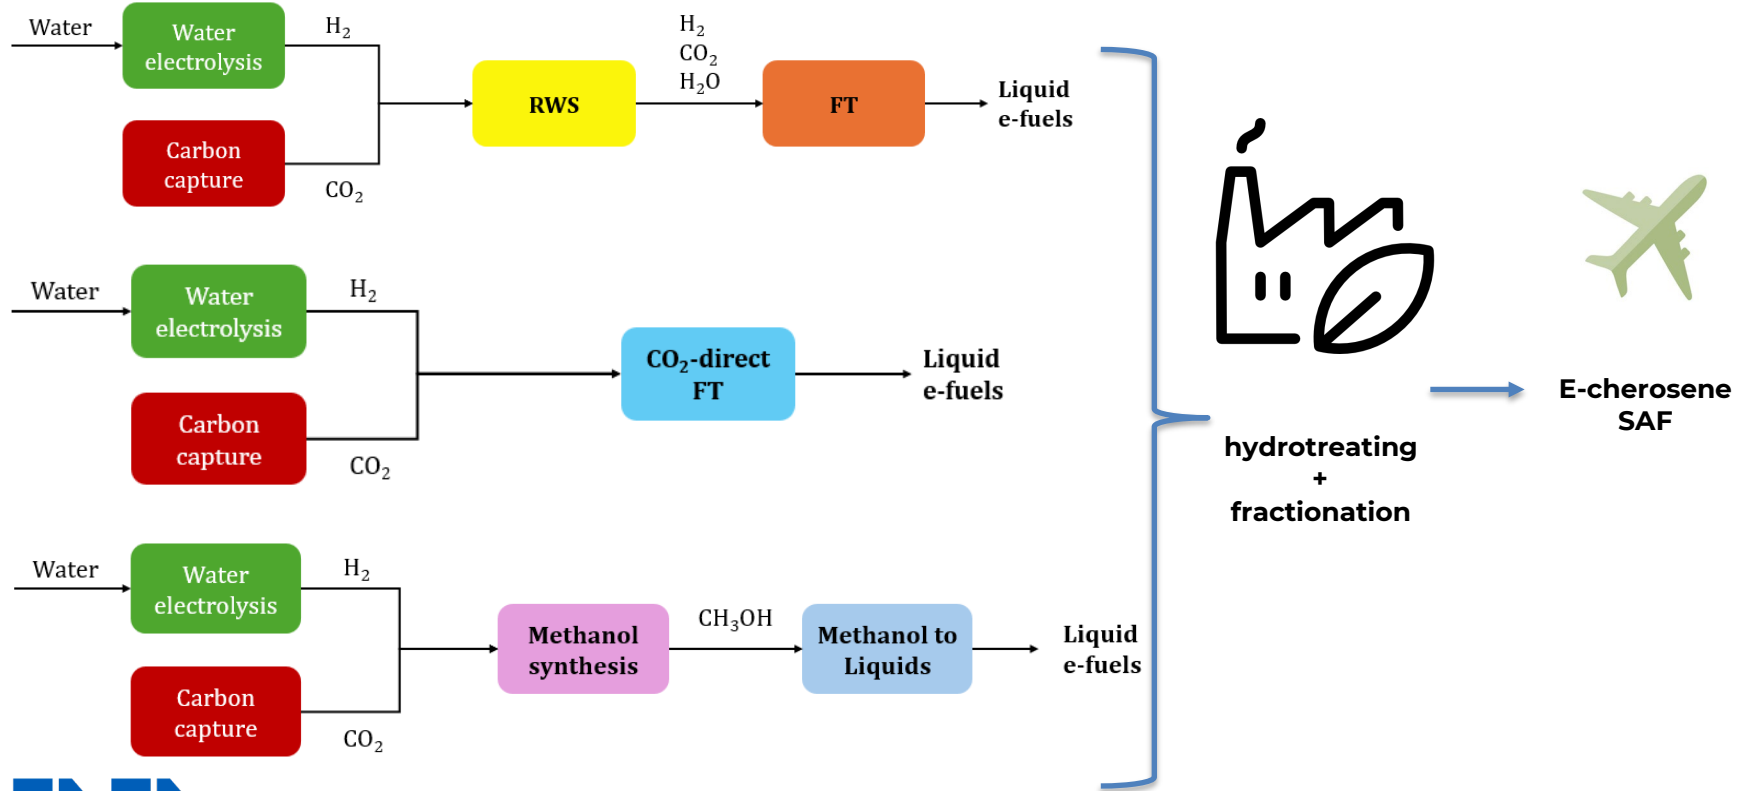 Water
Water
electrolysis
H₂
Carbon
capture
CO₂
RWS
H₂
CO₂
H₂O
FT
Liquid
e-fuels
Water
Water
electrolysis
H₂
Carbon
capture
CO₂
CO₂-direct
FT
Liquid
e-fuels
Water
Water
electrolysis
H₂
Carbon
capture
CO₂
Methanol
synthesis
CH₃OH
Methanol to
Liquids
Liquid
e-fuels
hydrotreating
+
fractionation
E-cherosene
SAF